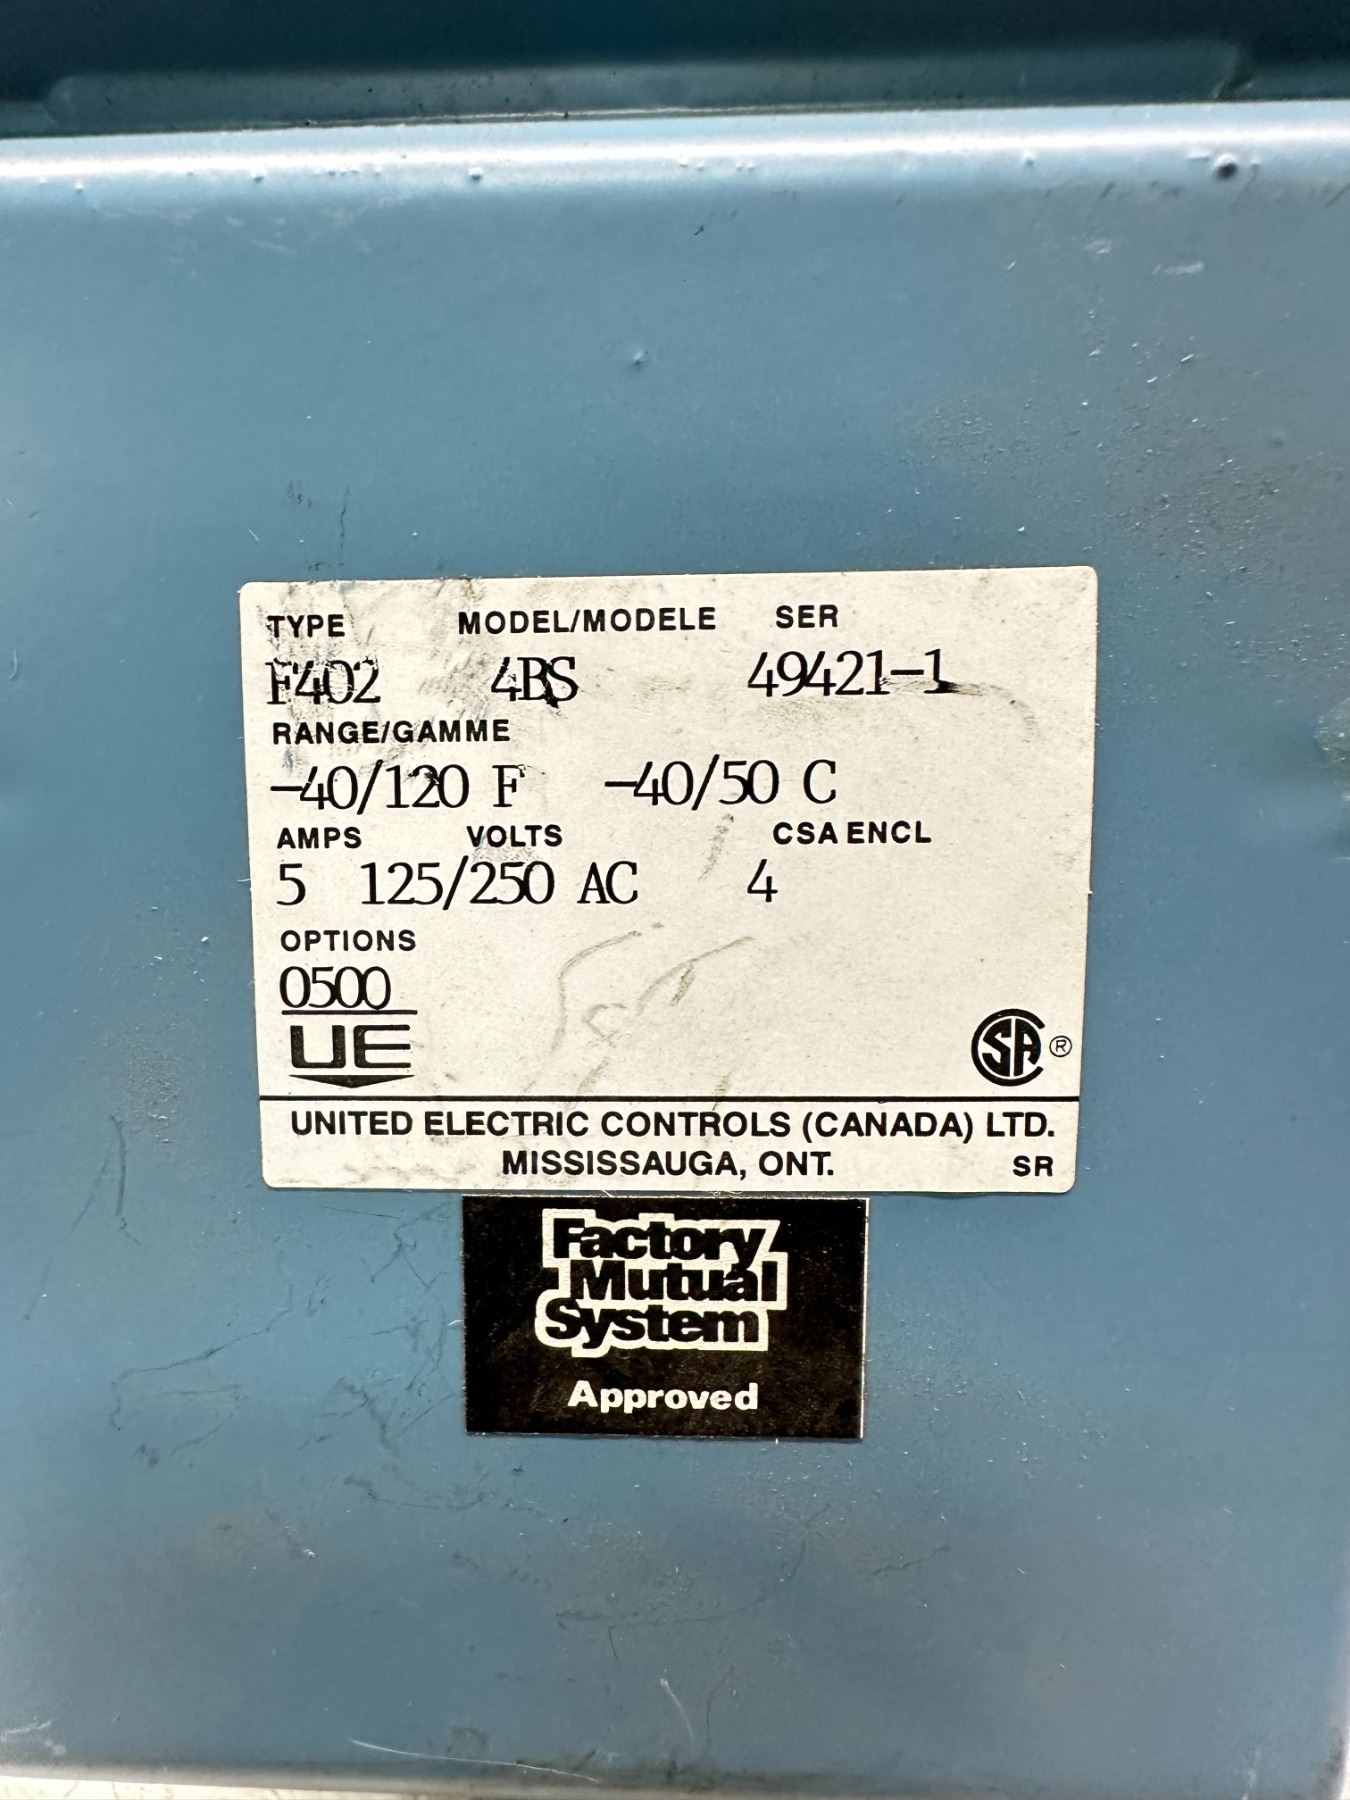 TYPE MODEL/MODELE SER
F402 4BS 49421-1
RANGE/GAMME
-40/120 F -40/50 C
AMPS VOLTS CSA ENCL
5 125/250 AC 4
OPTIONS
0500
UE
SA ®
UNITED ELECTRIC CONTROLS (CANADA) LTD.
MISSISSAUGA, ONT. SR
Factory
Mutual
System
Approved